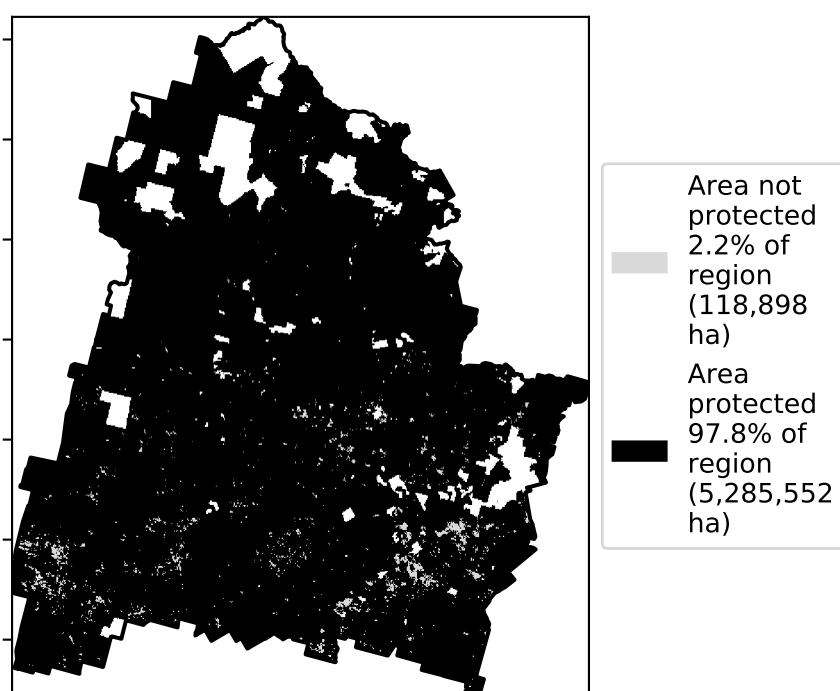 Area not
protected
2.2% of
region
(118,898
ha)
Area
protected
97.8% of
region
(5,285,552
ha)